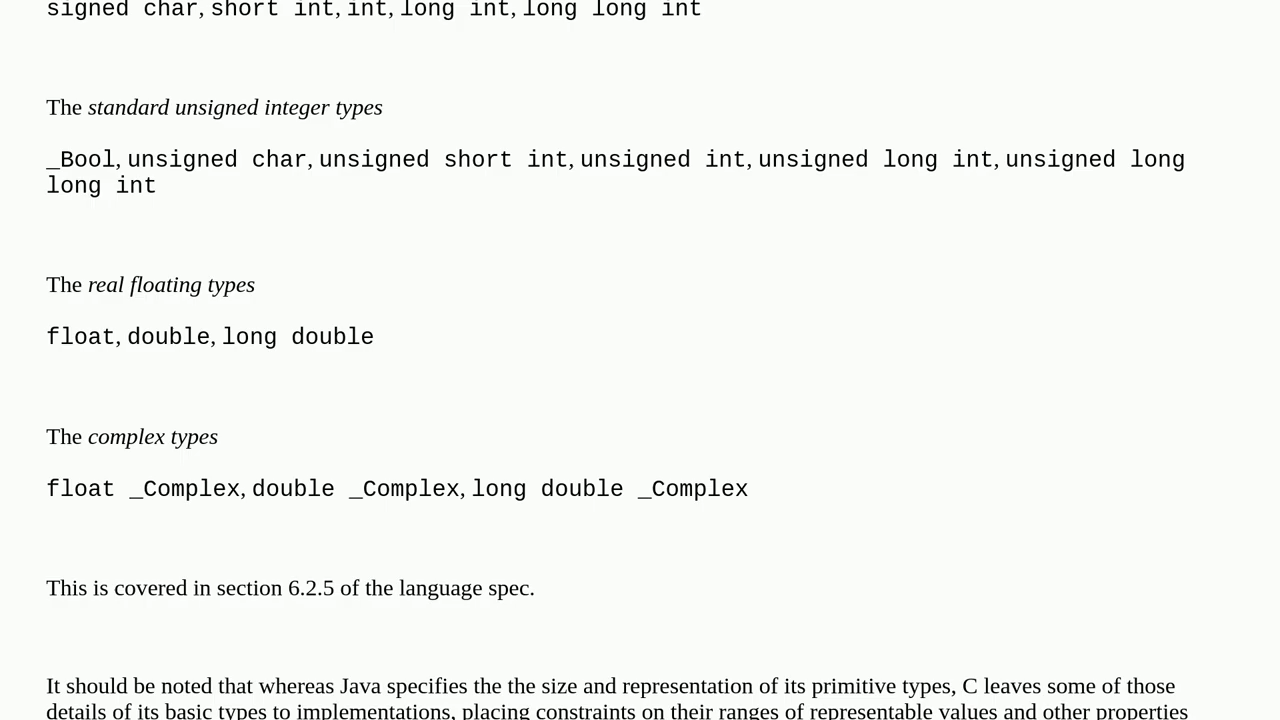 signed char, short int, int, long int, long long int
The standard unsigned integer types
_Bool, unsigned char, unsigned short int, unsigned int, unsigned long int, unsigned long
long int
The real floating types
float, double, long double
The complex types
float _Complex, double _Complex, long double _Complex
This is covered in section 6.2.5 of the language spec.
It should be noted that whereas Java specifies the the size and representation of its primitive types, C leaves some of those
details of its basic types to implementations, placing constraints on their ranges of representable values and other properties